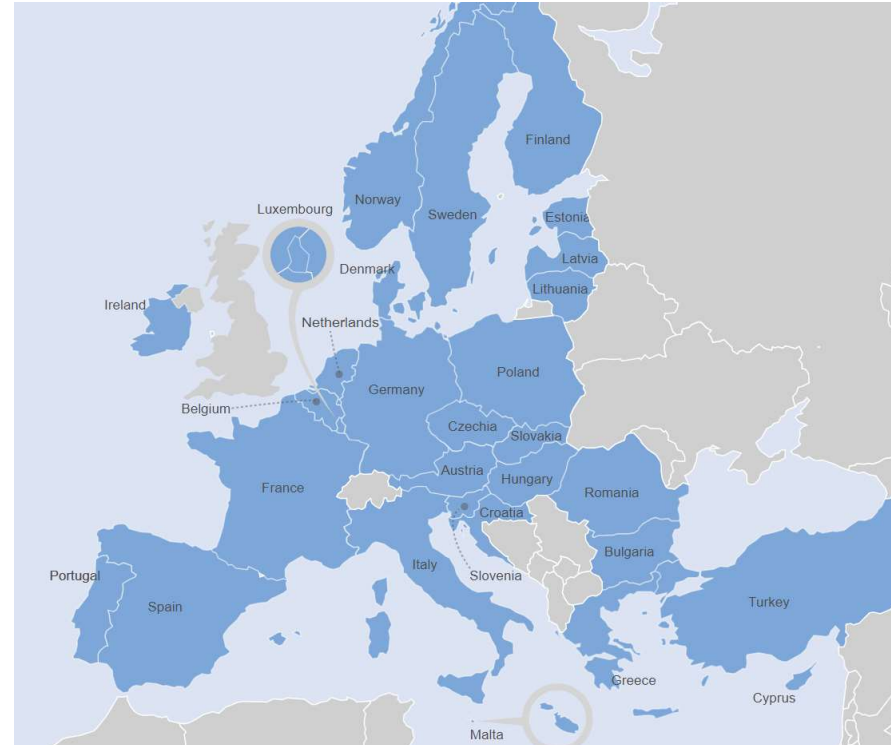 Finland
Norway
Luxembourg
Sweden
Estonia
Latvia
Denmark
Lithuania
Ireland
Netherlands
Poland
Germany
Belgium
Czechia
Slovakia
Austria
Hungary
France
Romania
Croatia
Bulgaria
Italy
Portugal
Slovenia
Spain
Turkey
Greece
Cyprus
Malta